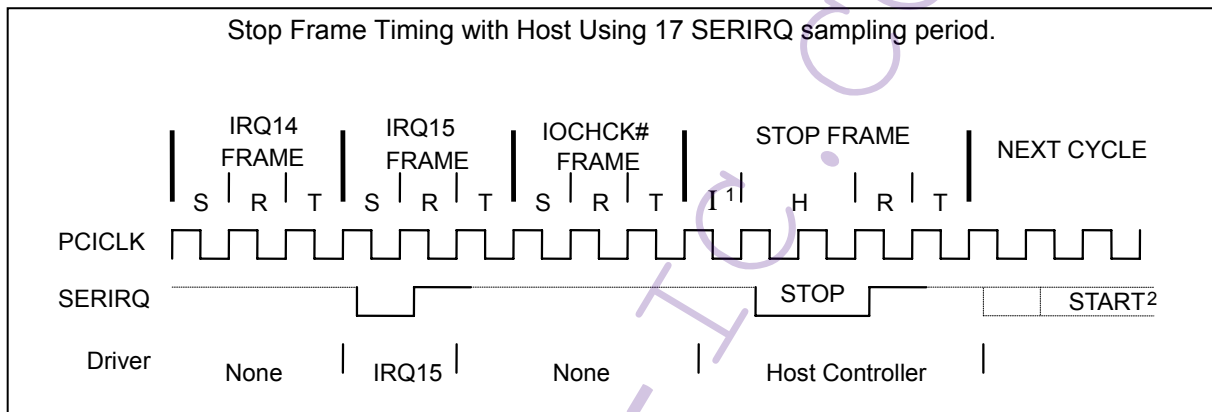 Stop Frame Timing with Host Using 17 SERIRQ sampling period.
IRQ14 FRAME
IRQ15 FRAME
IOCHCK# FRAME
STOP FRAME
NEXT CYCLE
S R T S R T S R T I 1 H R T
PCICLK
SERIRQ STOP START2
Driver None IRQ15 None Host Controller